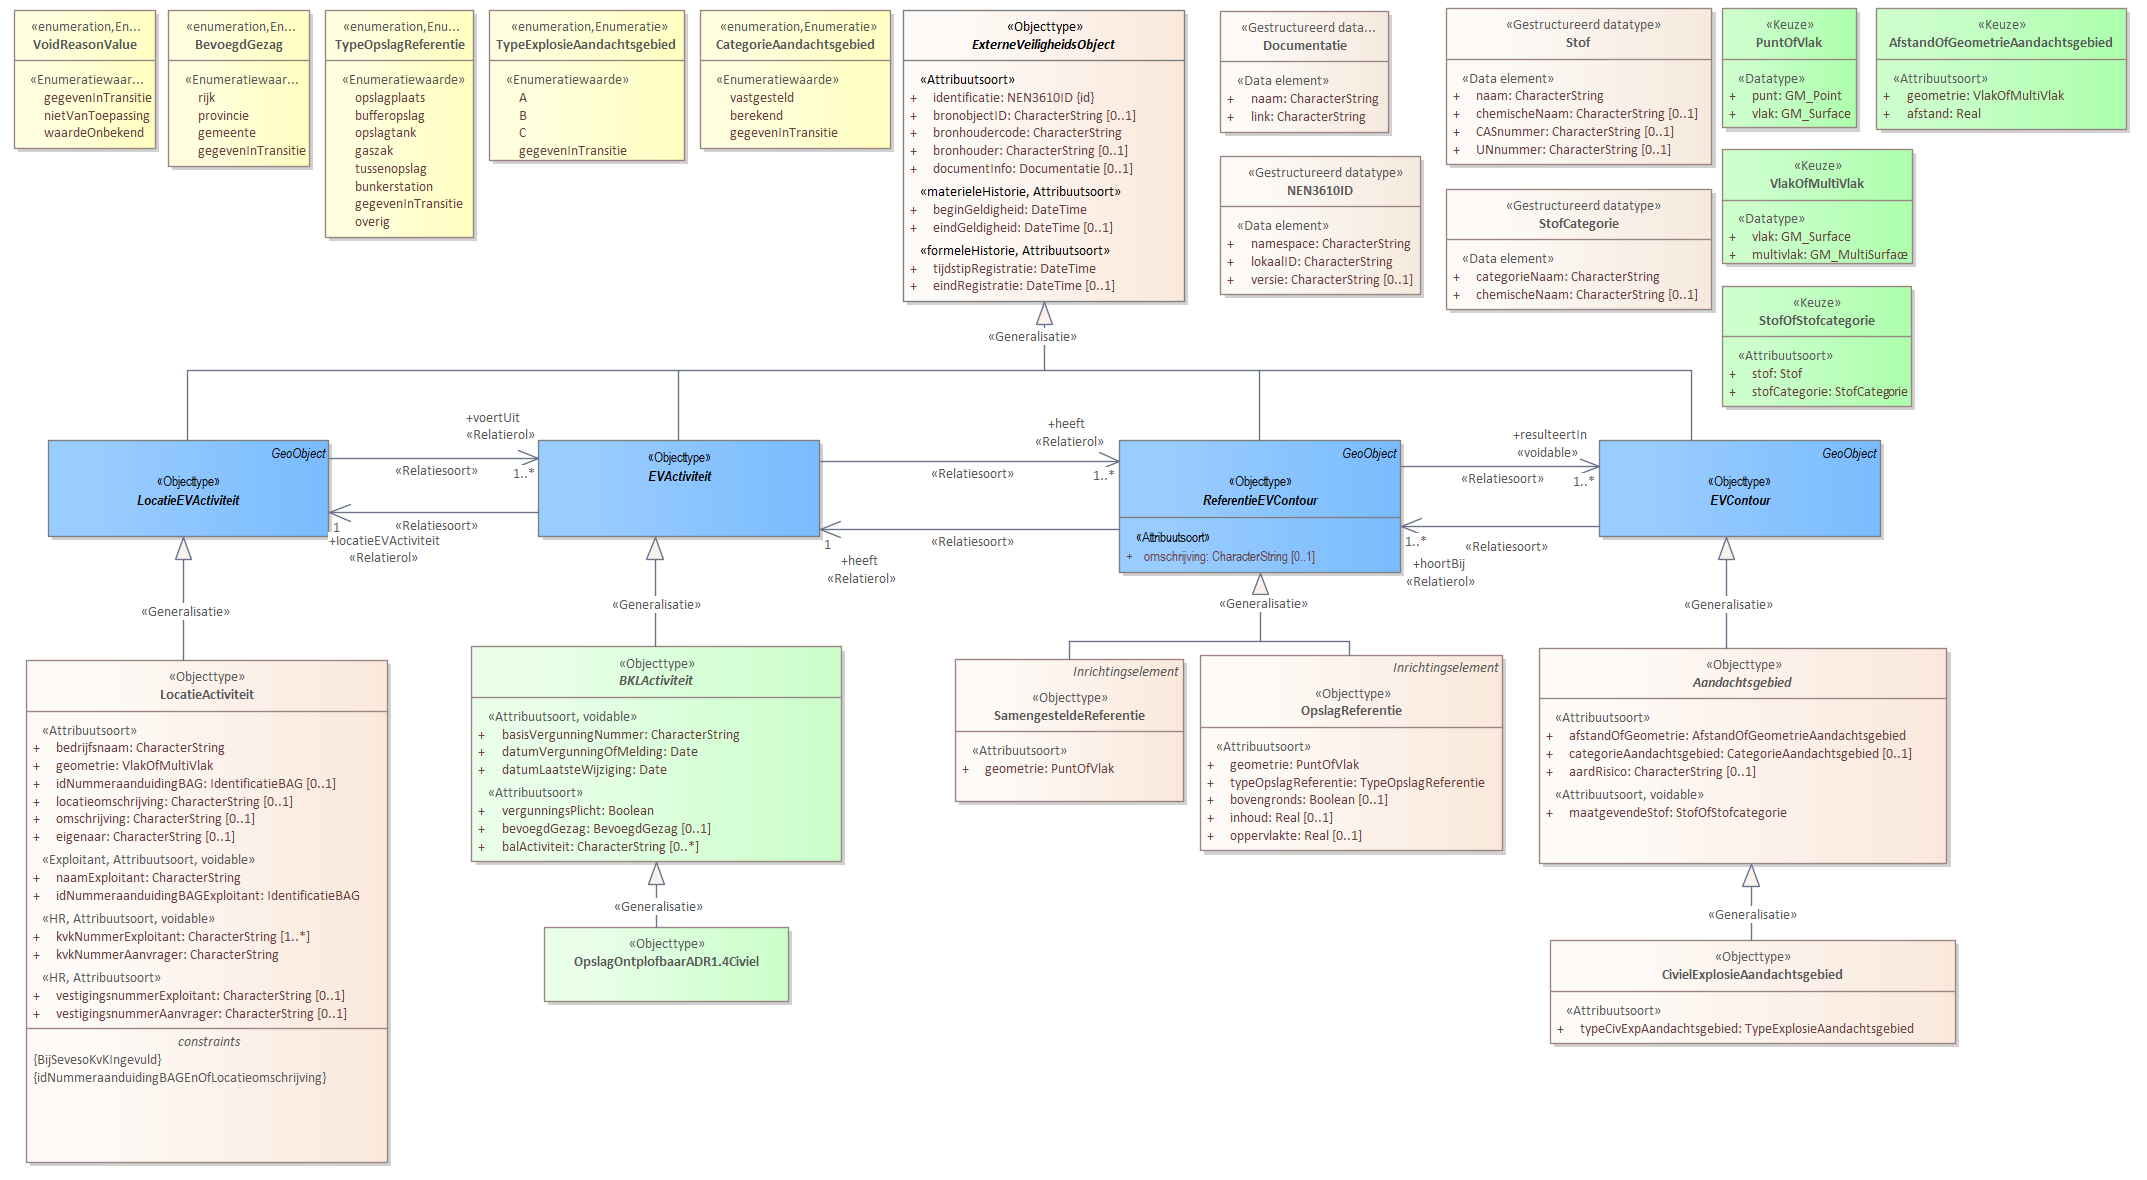 «enumeration,En...
VoidReasonValue
«Enumeratiewaar...
gegevenInTransitie
nietVanToepassing
waardeOnbekend
«enumeration,En...
BevoegdGezag
«Enumeratiewaar...
rijk
provincie
gemeente
gegevenInTransitie
«enumeration,Enu...
TypeOpslagReferentie
«Enumeratiewaarde»
opslagplaats
bufferopslag
opslagtank
gaszak
tussenopslag
bunkerstation
gegevenInTransitie
overig
«enumeration,Enumeratie»
TypeExplosieAandachtsgebied
«Enumeratiewaarde»
A
B
C
gegevenInTransitie
«enumeration,Enumeratie»
CategorieAandachtsgebied
«Enumeratiewaarde»
vastgesteld
berekend
gegevenInTransitie
«Objecttype»
ExterneVeiligheidsObject
«Attribuutsoort»
+ identificatie: NEN3610ID {id}
+ bronobjectID: CharacterString [0..1]
+ bronhoudercode: CharacterString
+ bronhouder: CharacterString [0..1]
+ documentInfo: Documentatie [0..1]
«materieleHistorie, Attribuutsoort»
+ beginGeldigheid: DateTime
+ eindGeldigheid: DateTime [0..1]
«formeleHistorie, Attribuutsoort»
+ tijdstipRegistratie: DateTime
+ eindRegistratie: DateTime [0..1]
«Gestructureerd data...
Documentatie
«Data element»
+ naam: CharacterString
+ link: CharacterString
«Gestructureerd datatype»
NEN3610ID
«Data element»
+ namespace: CharacterString
+ lokaalID: CharacterString
+ versie: CharacterString [0..1]
«Gestructureerd datatype»
Stof
«Data element»
+ naam: CharacterString
+ chemischeNaam: CharacterString [0..1]
+ CASnummer: CharacterString [0..1]
+ UNnummer: CharacterString [0..1]
«Gestructureerd datatype»
StofCategorie
«Data element»
+ categorieNaam: CharacterString
+ chemischeNaam: CharacterString [0..1]
«Keuze»
PuntOfVlak
«Datatype»
+ punt: GM_Point
+ vlak: GM_Surface
«Keuze»
AfstandOfGeometrieAandachtsgebied
«Attribuutsoort»
+ geometrie: VlakOfMultiVlak
+ afstand: Real
«Keuze»
VlakOfMultiVlak
«Datatype»
+ vlak: GM_Surface
+ multivlak: GM_MultiSurface
«Keuze»
StofOfStofcategorie
«Attribuutsoort»
+ stof: Stof
+ stofCategorie: StofCategorie
«Generalisatie»
GeoObject
«Objecttype»
LocatieEVActiviteit
+voertUit
«Relatierol»
1..*
«Relatiesoort»
«Relatiesoort»
1
+locatieEVActiviteit
«Relatierol»
«Objecttype»
EVActiviteit
+heeft
«Relatierol»
1..*
«Relatiesoort»
«Relatiesoort»
1
+heeft
«Relatierol»
GeoObject
«Objecttype»
ReferentieEVContour
«Attribuutsoort»
+ omschrijving: CharacterString [0..1]
+resulteertIn
«voidable»
1..*
«Relatiesoort»
«Relatiesoort»
1..*
+hoortBij
«Relatierol»
GeoObject
«Objecttype»
EVContour
«Generalisatie»
«Generalisatie»
«Generalisatie»
«Generalisatie»
«Objecttype»
LocatieActiviteit
«Attribuutsoort»
+ bedrijfsnaam: CharacterString
+ geometrie: VlakOfMultiVlak
+ idNummeraanduidingBAG: IdentificatieBAG [0..1]
+ locatieomschrijving: CharacterString [0..1]
+ omschrijving: CharacterString [0..1]
+ eigenaar: CharacterString [0..1]
«Exploitant, Attribuutsoort, voidable»
+ naamExploitant: CharacterString
+ idNummeraanduidingBAGExploitant: IdentificatieBAG
«HR, Attribuutsoort, voidable»
+ kvkNummerExploitant: CharacterString [1..*]
+ kvkNummerAanvrager: CharacterString
«HR, Attribuutsoort»
+ vestigingsnummerExploitant: CharacterString [0..1]
+ vestigingsnummerAanvrager: CharacterString [0..1]
constraints
{BijSevesoKvKIngevuld}
{idNummeraanduidingBAGEnOfLocatieomschrijving}
«Objecttype»
BKLActiviteit
«Attribuutsoort, voidable»
+ basisVergunningNummer: CharacterString
+ datumVergunningOfMelding: Date
+ datumLaatsteWijziging: Date
«Attribuutsoort»
+ vergunningsPlicht: Boolean
+ bevoegdGezag: BevoegdGezag [0..1]
+ balActiviteit: CharacterString [0..*]
«Generalisatie»
«Objecttype»
OpslagOntplofbaarADR1.4Civiel
Inrichtingselement
«Objecttype»
SamengesteldeReferentie
«Attribuutsoort»
+ geometrie: PuntOfVlak
Inrichtingselement
«Objecttype»
OpslagReferentie
«Attribuutsoort»
+ geometrie: PuntOfVlak
+ typeOpslagReferentie: TypeOpslagReferentie
+ bovengronds: Boolean [0..1]
+ inhoud: Real [0..1]
+ oppervlakte: Real [0..1]
«Objecttype»
Aandachtsgebied
«Attribuutsoort»
+ afstandOfGeometrie: AfstandOfGeometrieAandachtsgebied
+ categorieAandachtsgebied: CategorieAandachtsgebied [0..1]
+ aardRisico: CharacterString [0..1]
«Attribuutsoort, voidable»
+ maatgevendeStof: StofOfStofcategorie
«Generalisatie»
«Objecttype»
CivielExplosieAandachtsgebied
«Attribuutsoort»
+ typeCivExpAandachtsgebied: TypeExplosieAandachtsgebied